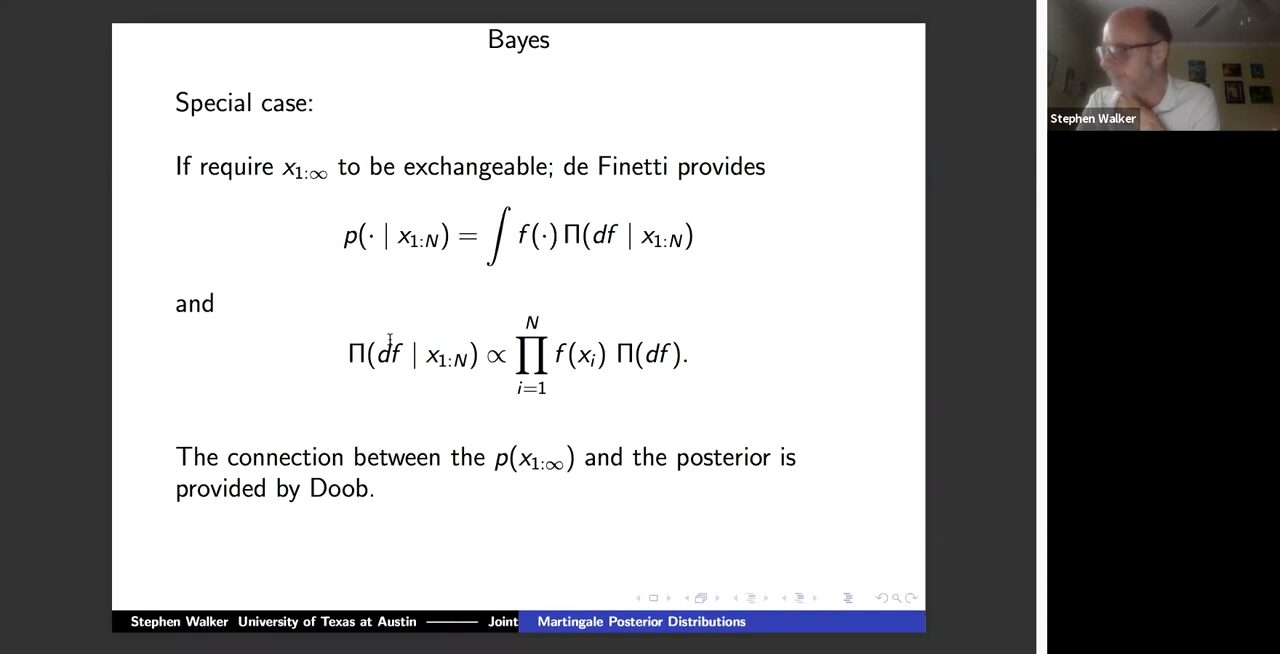 Bayes
Special case:
If require x₁:∞ to be exchangeable; de Finetti provides
p(· | x₁:N) = ∫ f(·) Π(df | x₁:N)
and
Π(df | x₁:N) ∝ ∏ᵢ₌₁ᴺ f(xᵢ) Π(df).
The connection between the p(x₁:∞) and the posterior is
provided by Doob.
Stephen Walker University of Texas at Austin ——— Joint
Martingale Posterior Distributions
Stephen Walker